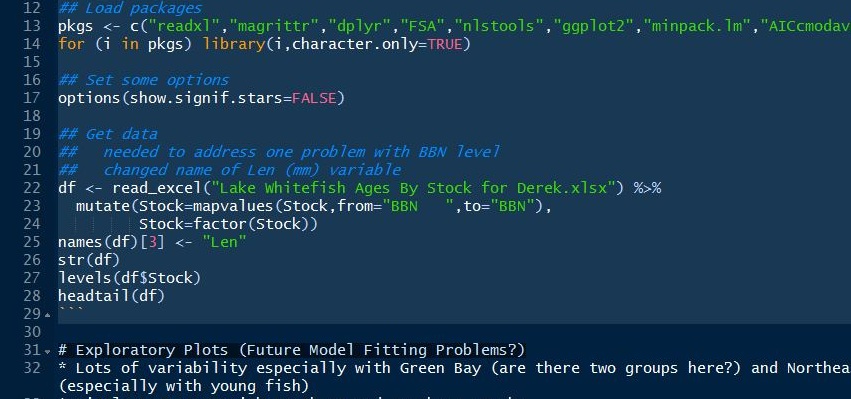 12 ## Load packages
13 pkgs <- c("readxl","magrittr","dplyr","FSA","nlstools","ggplot2","minpack.lm","AICcmodav
14 for (i in pkgs) library(i,character.only=TRUE)
15
16 ## Set some options
17 options(show.signif.stars=FALSE)
18
19 ## Get data
20 ##   needed to address one problem with BBN level
21 ##   changed name of Len (mm) variable
22 df <- read_excel("Lake Whitefish Ages By Stock for Derek.xlsx") %>%
23   mutate(Stock=mapvalues(Stock,from="BBN   ",to="BBN"),
24          Stock=factor(Stock))
25 names(df)[3] <- "Len"
26 str(df)
27 levels(df$Stock)
28 headtail(df)
29 ```
30
31 # Exploratory Plots (Future Model Fitting Problems?)
32 * Lots of variability especially with Green Bay (are there two groups here?) and Northea
(especially with young fish)